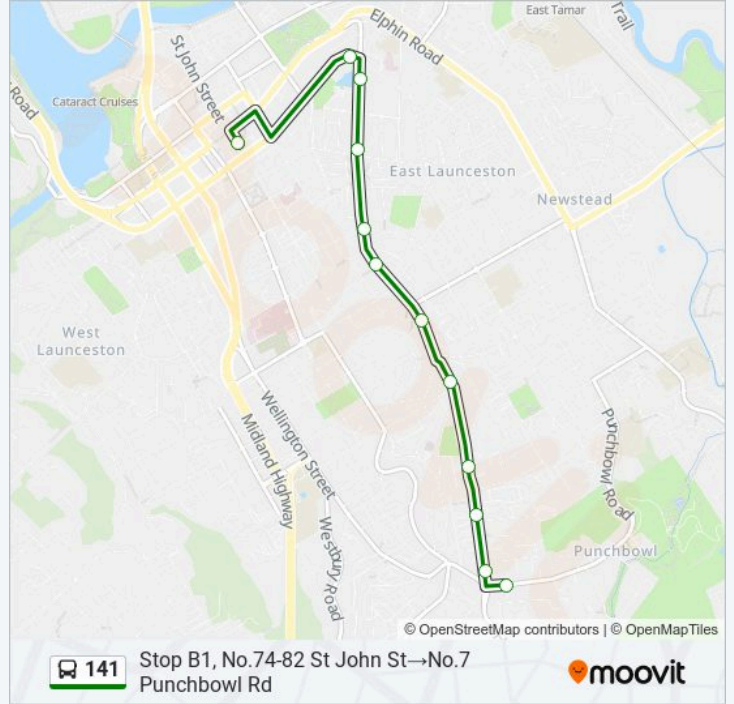 Elphin Road
East Tamar
Trail
St John Street
Road
Cataract Cruises
East Launceston
Newstead
West
Launceston
Wellington Street
Midland Highway
Westbury Road
Punchbowl Road
Punchbowl
© OpenStreetMap contributors | © OpenMapTiles
141
Stop B1, No.74-82 St John St→No.7
Punchbowl Rd
moovit